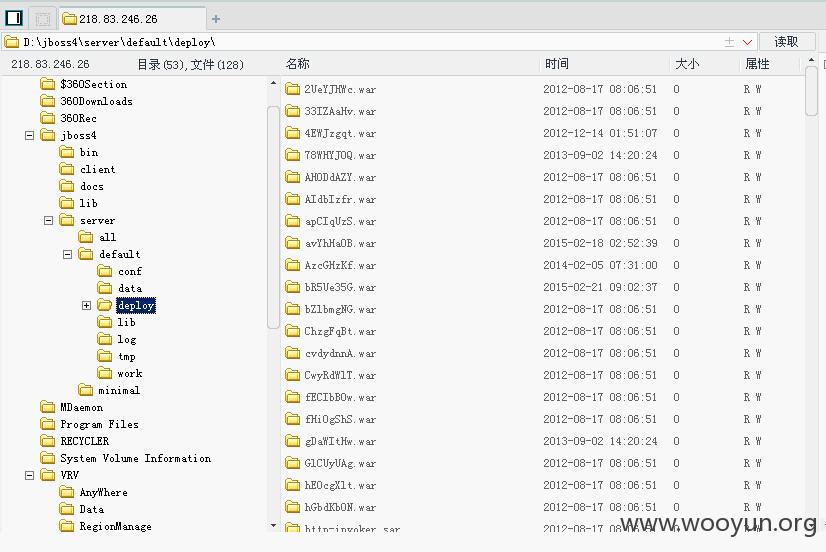 218.83.246.26
D:\jboss4\server\default\deploy\
读取
218.83.246.26 目录(53),文件(128)
名称 时间 大小 属性
$360Section
360Downloads
360Rec
jboss4
bin
client
docs
lib
server
all
default
conf
data
deploy
lib
log
tmp
work
minimal
MDaemon
Program Files
RECYCLER
System Volume Information
VRV
AnyWhere
Data
RegionManage
2UeYJHWc.war 2012-08-17 08:06:51 0 R W
33IZAaHv.war 2012-08-17 08:06:51 0 R W
4EWJzgqt.war 2012-12-14 01:51:07 0 R W
78WHYJOQ.war 2013-09-02 14:20:24 0 R W
AHODdAZY.war 2012-08-17 08:06:51 0 R W
AIdbIzfr.war 2012-08-17 08:06:51 0 R W
apCIqUzS.war 2012-08-17 08:06:51 0 R W
avYhHaOB.war 2015-02-18 02:52:39 0 R W
AzcGHzKf.war 2014-02-05 07:31:00 0 R W
bR5Ue35G.war 2015-02-21 09:02:37 0 R W
bZlbmgNG.war 2012-08-17 08:06:51 0 R W
ChzgFqBt.war 2012-08-17 08:06:51 0 R W
cvdydnnA.war 2012-08-17 08:06:51 0 R W
CwyRdWlT.war 2012-08-17 08:06:51 0 R W
fECIbBOw.war 2012-08-17 08:06:51 0 R W
fHiOgShS.war 2012-08-17 08:06:51 0 R W
gDaWItHw.war 2013-09-02 14:20:24 0 R W
GlCUyUAg.war 2012-08-17 08:06:51 0 R W
hEOcgXlt.war 2012-08-17 08:06:51 0 R W
hGbdKbON.war 2012-08-17 08:06:51 0 R W
http-invoker.sar
www.wooyun.org